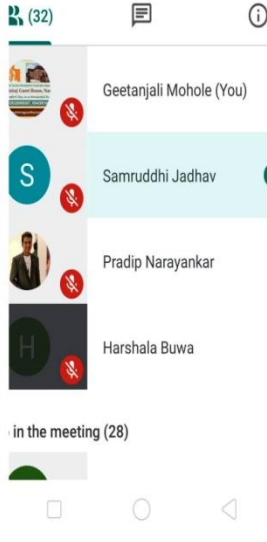 (32)
Geetanjali Mohole (You)
S
Samruddhi Jadhav
Pradip Narayankar
H
Harshala Buwa
in the meeting (28)